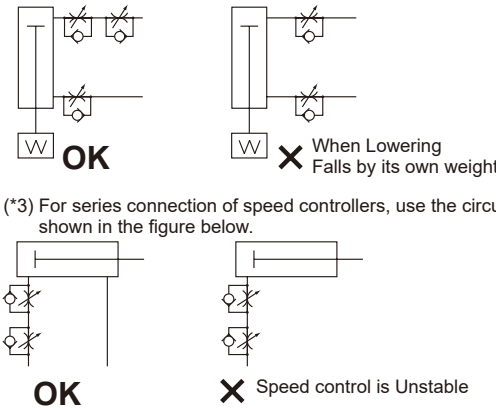 W
W
OK
× When Lowering
Falls by its own weight
(*3) For series connection of speed controllers, use the circu
shown in the figure below.
OK
× Speed control is Unstable